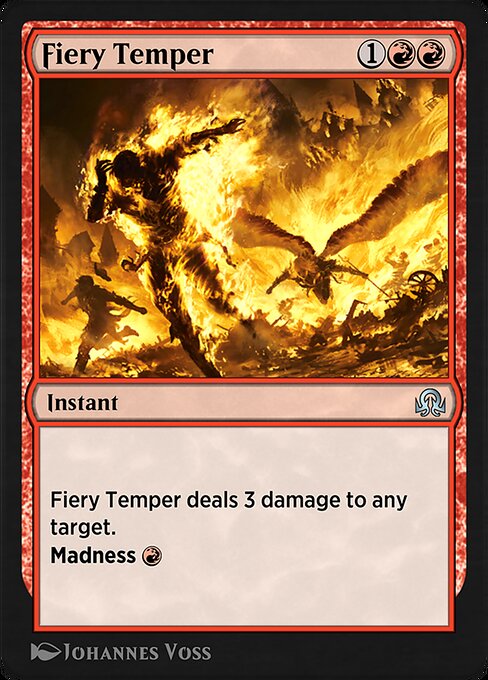 Fiery Temper 1
Instant
Fiery Temper deals 3 damage to any
target.
Madness
Johannes Voss